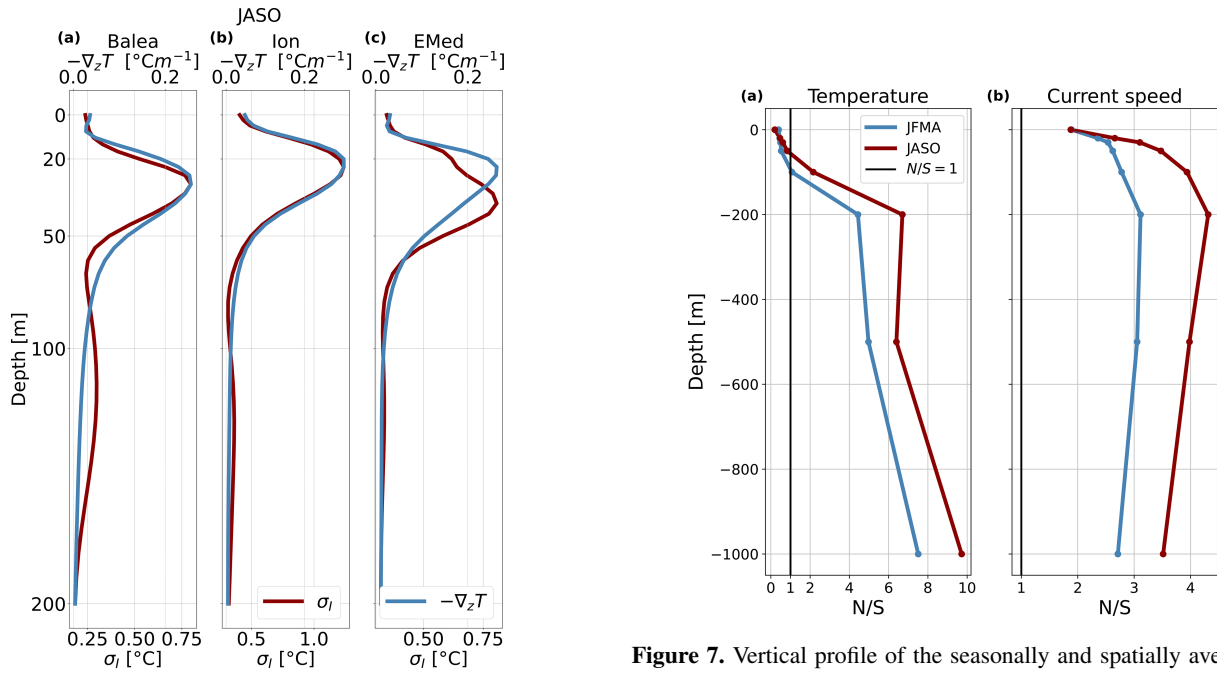 JASO
(a) Balea
−∇zT [°Cm⁻¹]
0.0 0.2
(b) Ion
−∇zT [°Cm⁻¹]
0.0 0.2
(c) EMed
−∇zT [°Cm⁻¹]
0.0 0.2
Depth [m]
0
20
50
100
200
0.25 0.50 0.75
σI [°C]
σI
0.5 1.0
σI [°C]
−∇zT
0.50 0.75
σI [°C]
(a) Temperature
JFMA
JASO
N/S = 1
Depth [m]
0
−200
−400
−600
−800
−1000
0 1 2 4 6 8 10
N/S
(b) Current speed
1 2 3 4
N/S
Figure 7. Vertical profile of the seasonally and spatially ave